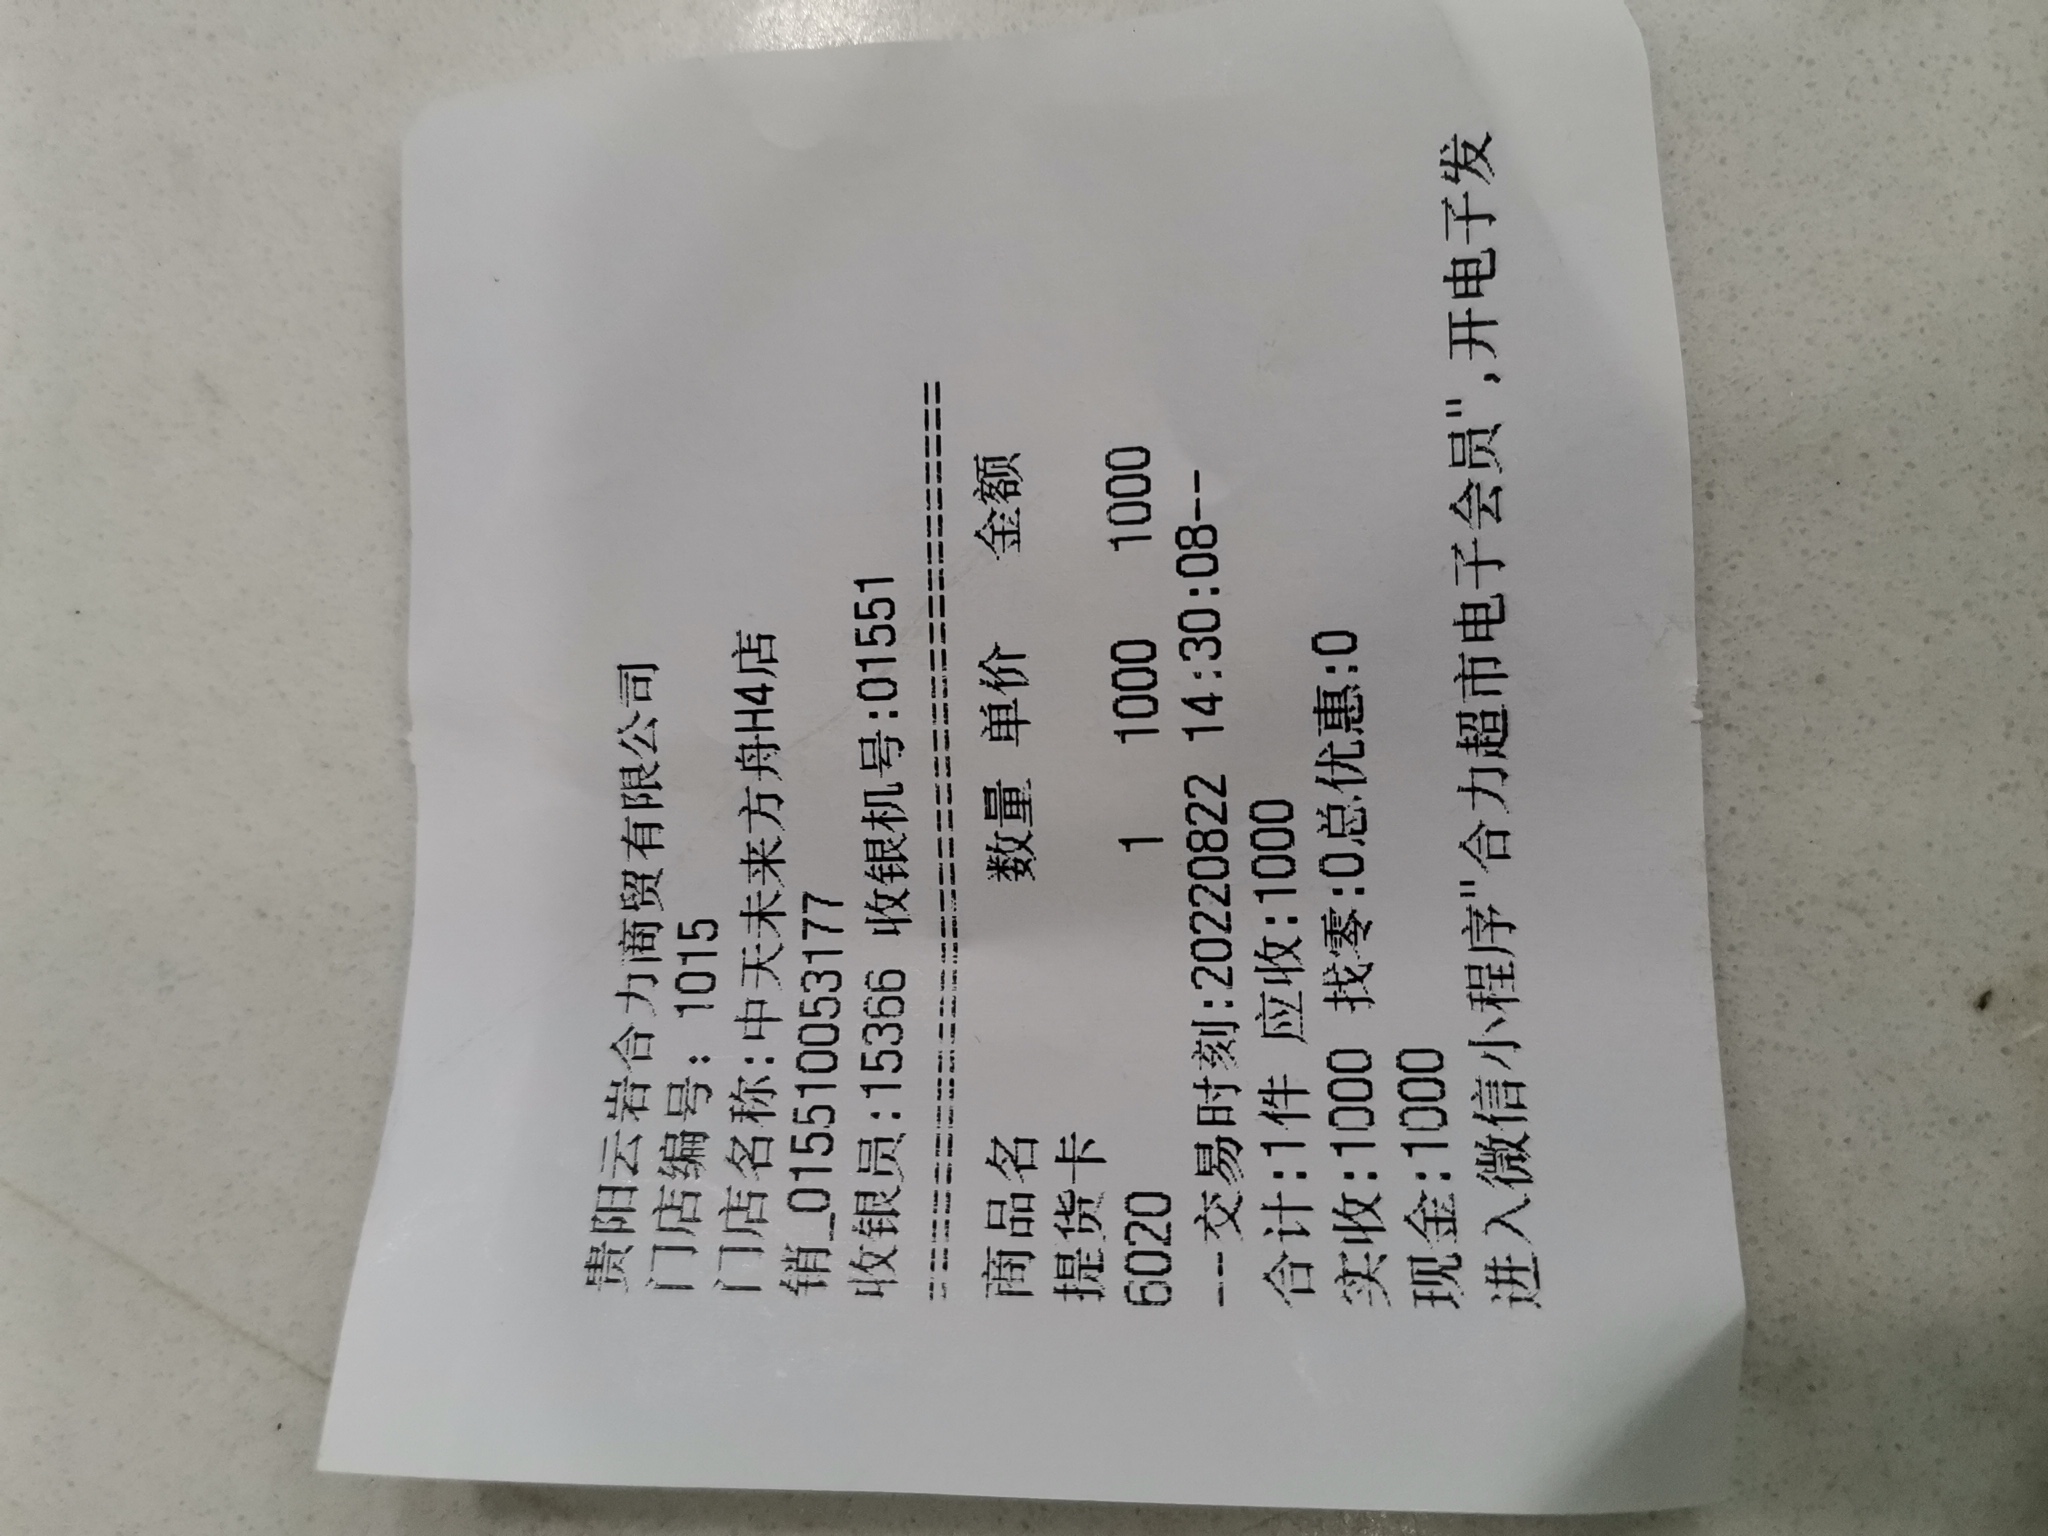 贵阳云岩合力商贸有限公司
门店编号: 1015
门店名称:中天未来方舟H4店
销_015510053177
收银员:15366 收银机号:01551
========================================
商品名 数量 单价 金额
提货卡
6020 1 1000 1000
---交易时刻:20220822 14:30:08--
合计:1件 应收:1000
实收:1000 找零:0总优惠:0
现金:1000
进入微信小程序"合力超市电子会员",开电子发